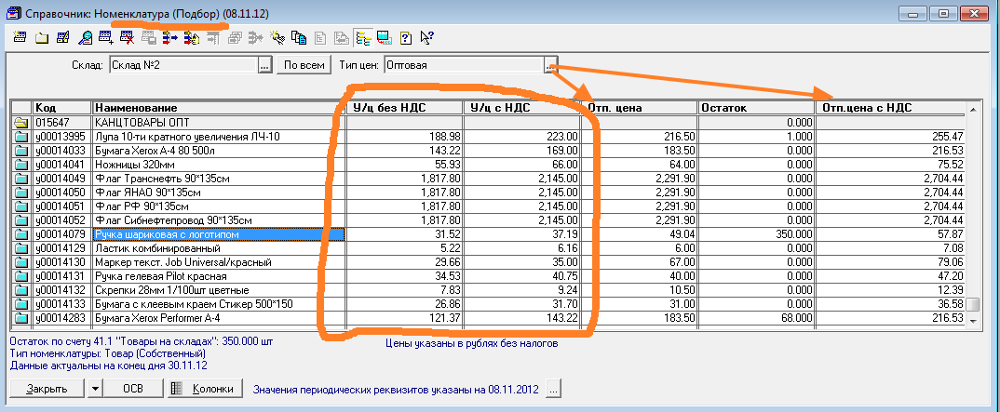 Справочник: Номенклатура (Подбор) (08.11.12)
Склад: Склад №2 ... По всем Тип цен: Оптовая ...
Код Наименование У/ц без НДС У/ц с НДС Отп. цена Остаток Отп.цена с НДС
015647 КАНЦТОВАРЫ ОПТ 0.000
у00013995 Лупа 10-ти кратного увеличения ЛЧ-10 188.98 223.00 216.50 1.000 255.47
у00014033 Бумага Xerox A-4 80 500л 143.22 169.00 183.50 0.000 216.53
у00014041 Ножницы 320мм 55.93 66.00 64.00 0.000 75.52
у00014049 Флаг Транснефть 90*135см 1,817.80 2,145.00 2,291.90 0.000 2,704.44
у00014050 Флаг ЯНАО 90*135см 1,817.80 2,145.00 2,291.90 0.000 2,704.44
у00014051 Флаг РФ 90*135см 1,817.80 2,145.00 2,291.90 0.000 2,704.44
у00014052 Флаг Сибнефтепровод 90*135см 1,817.80 2,145.00 2,291.90 0.000 2,704.44
у00014079 Ручка шариковая с логотипом 31.52 37.19 49.04 350.000 57.87
у00014129 Ластик комбинированный 5.22 6.16 6.00 0.000 7.08
у00014130 Маркер текст. Job Universal/красный 29.66 35.00 67.00 0.000 79.06
у00014131 Ручка гелевая Pilot красная 34.53 40.75 40.00 0.000 47.20
у00014132 Скрепки 28мм 1/100шт цветные 7.83 9.24 10.50 0.000 12.39
у00014133 Бумага с клеевым краем Стикер 500*150 26.86 31.70 31.00 0.000 36.58
у00014283 Бумага Xerox Performer A-4 121.37 143.22 183.50 68.000 216.53
Остаток по счету 41.1 "Товары на складах": 350.000 шт Цены указаны в рублях без налогов
Тип номенклатуры: Товар (Собственный)
Данные актуальны на конец дня 30.11.12
Закрыть ОСВ Колонки Значения периодических реквизитов указаны на 08.11.2012 ...